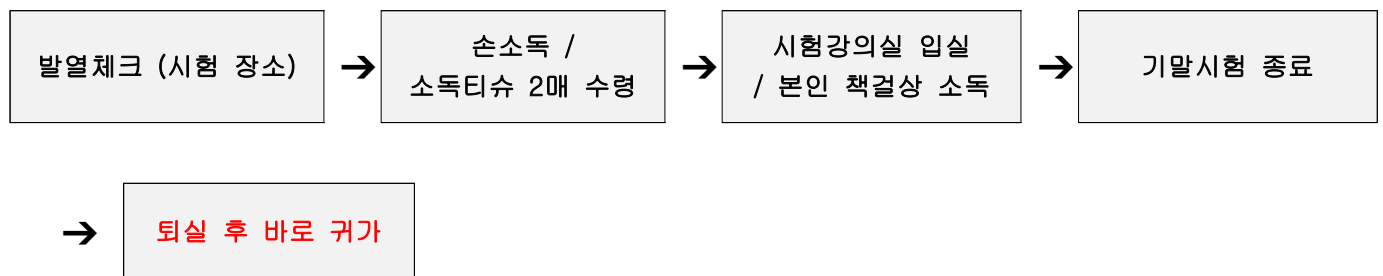 발열체크 (시험 장소)
➔
손소독 /
소독티슈 2매 수령
➔
시험강의실 입실
/ 본인 책걸상 소독
➔
기말시험 종료
➔
퇴실 후 바로 귀가